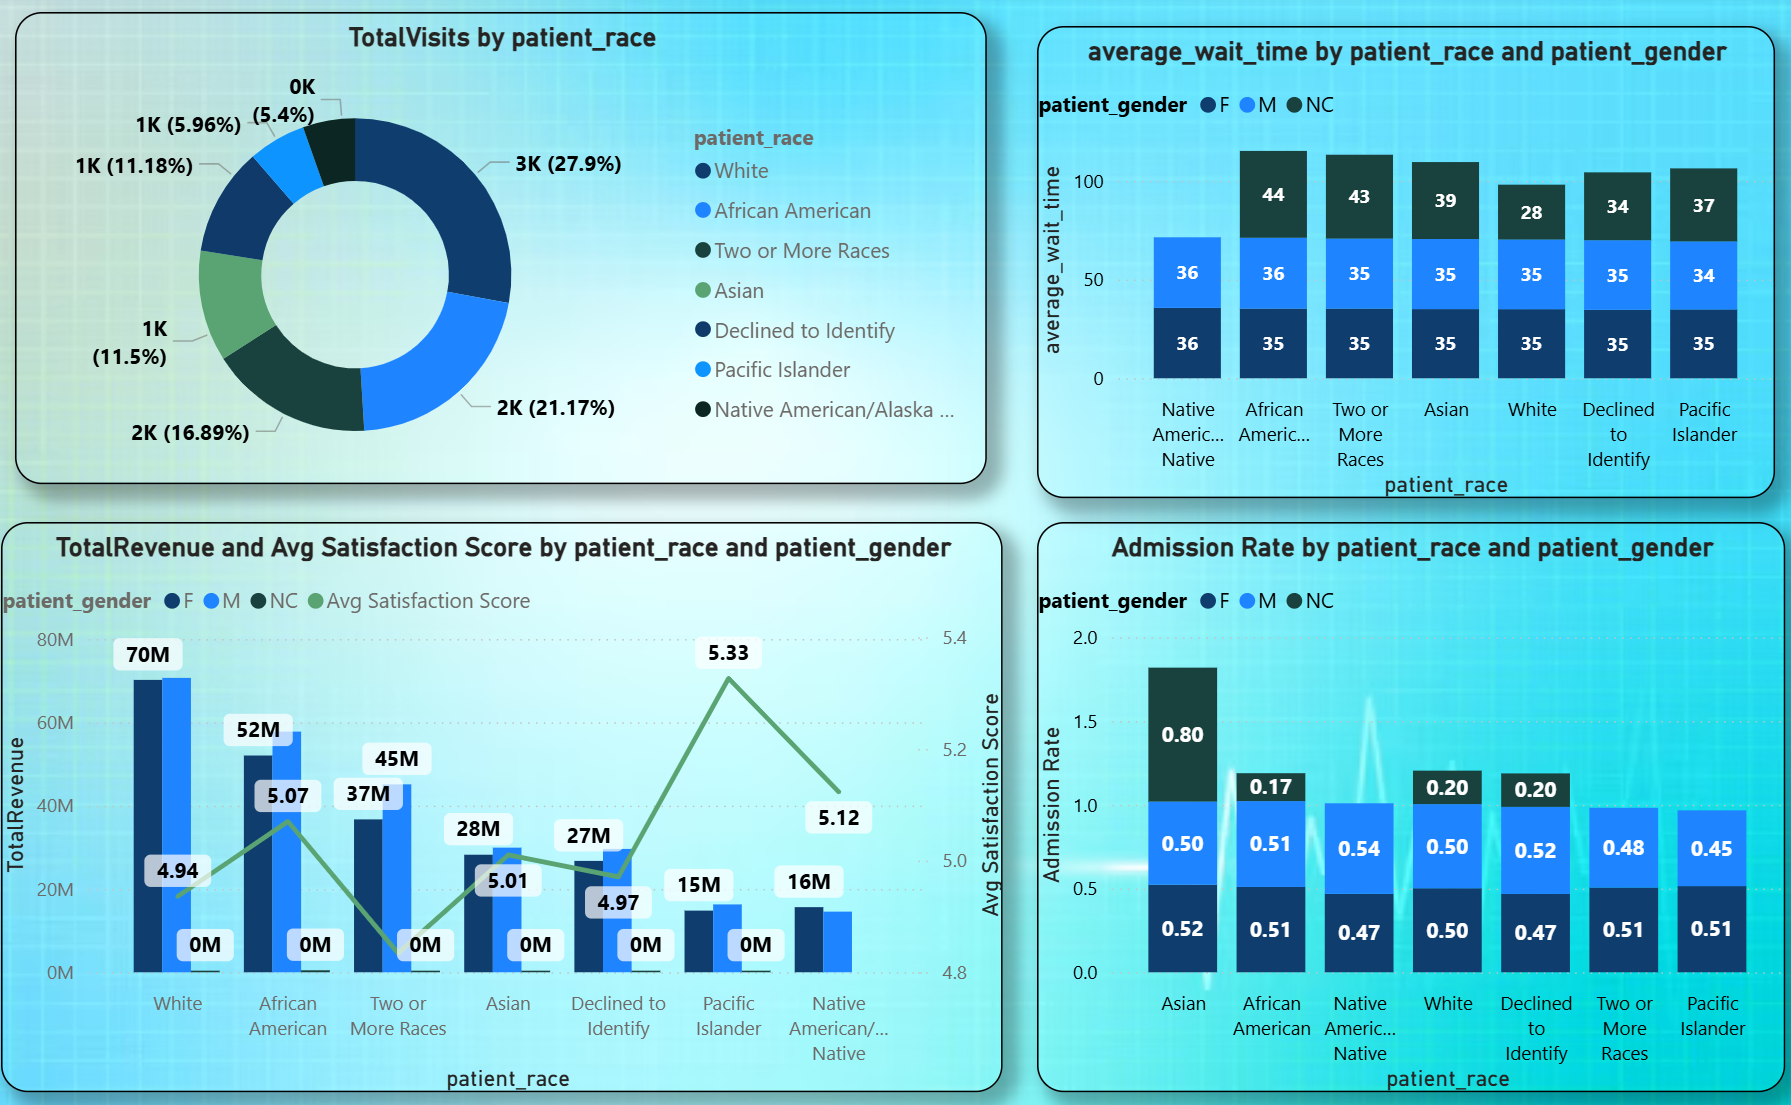 TotalVisits by patient_race
0K
(5.4%)
1K (5.96%)
1K (11.18%)
3K (27.9%)
1K
(11.5%)
2K (16.89%)
2K (21.17%)
patient_race
White
African American
Two or More Races
Asian
Declined to Identify
Pacific Islander
Native American/Alaska ...
average_wait_time by patient_race and patient_gender
patient_gender F M NC
average_wait_time
100
50
0
44 43 39 28 34 37
36 36 35 35 35 35 34
36 35 35 35 35 35 35
Native African Two or Asian White Declined Pacific
Americ... Americ... More to Islander
Native Races Identify
patient_race
TotalRevenue and Avg Satisfaction Score by patient_race and patient_gender
patient_gender F M NC Avg Satisfaction Score
TotalRevenue
80M
60M
40M
20M
0M
70M
52M
45M
37M
28M
27M
15M
16M
5.33
5.07
5.12
4.94
5.01
4.97
0M 0M 0M 0M 0M 0M
5.4
5.2
5.0
4.8
Avg Satisfaction Score
White African Two or Asian Declined to Pacific Native
American More Races Identify Islander American/...
Native
patient_race
Admission Rate by patient_race and patient_gender
patient_gender F M NC
Admission Rate
2.0
1.5
1.0
0.5
0.0
0.80 0.17 0.20 0.20
0.50 0.51 0.54 0.50 0.52 0.48 0.45
0.52 0.51 0.47 0.50 0.47 0.51 0.51
Asian African Native White Declined Two or Pacific
American Americ... to More Islander
Native Identify Races
patient_race